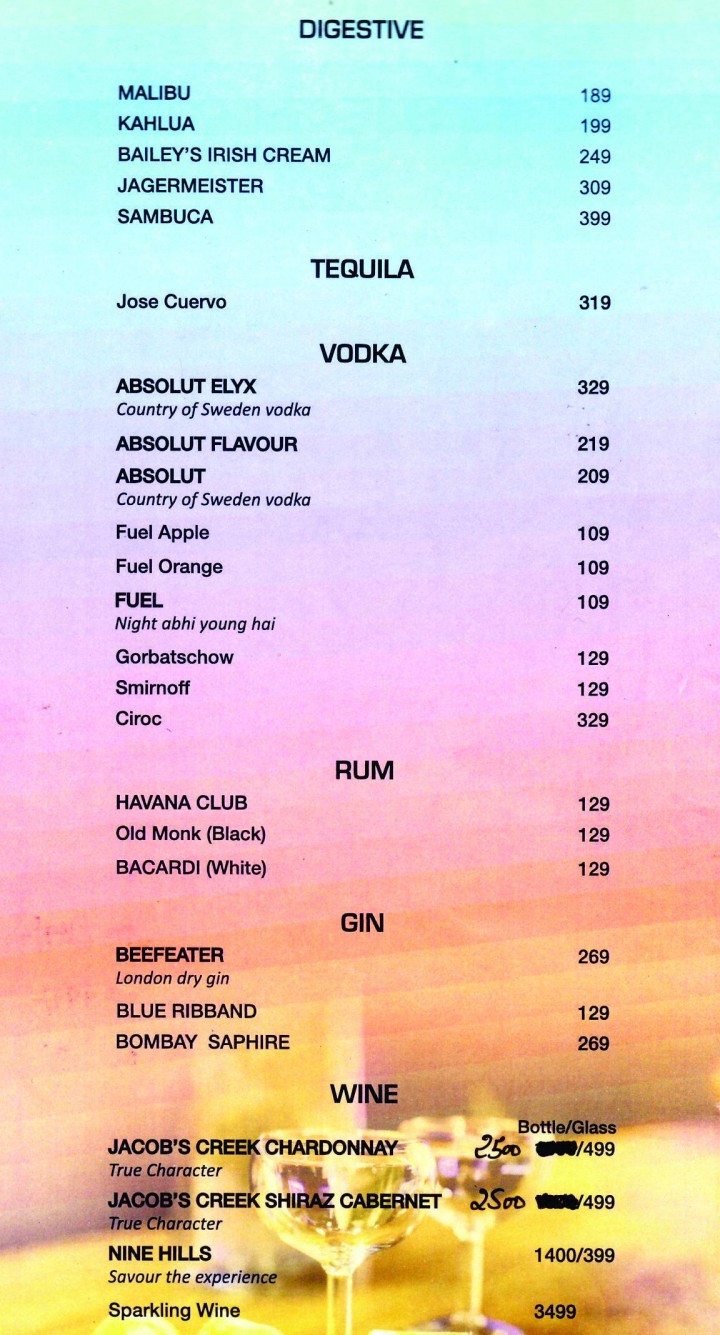 DIGESTIVE
MALIBU 189
KAHLUA 199
BAILEY'S IRISH CREAM 249
JAGERMEISTER 309
SAMBUCA 399
TEQUILA
Jose Cuervo 319
VODKA
ABSOLUT ELYX 329
Country of Sweden vodka
ABSOLUT FLAVOUR 219
ABSOLUT 209
Country of Sweden vodka
Fuel Apple 109
Fuel Orange 109
FUEL 109
Night abhi young hai
Gorbatschow 129
Smirnoff 129
Ciroc 329
RUM
HAVANA CLUB 129
Old Monk (Black) 129
BACARDI (White) 129
GIN
BEEFEATER 269
London dry gin
BLUE RIBBAND 129
BOMBAY SAPHIRE 269
WINE
Bottle/Glass
JACOB'S CREEK CHARDONNAY 2500 /499
True Character
JACOB'S CREEK SHIRAZ CABERNET 2500 /499
True Character
NINE HILLS 1400/399
Savour the experience
Sparkling Wine 3499